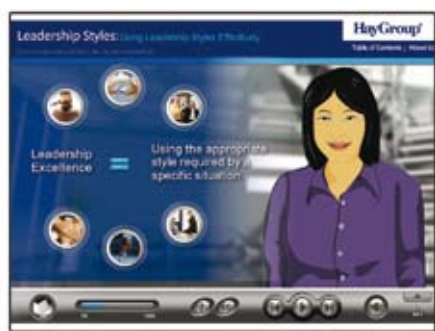 Leadership Styles: Using Leadership Styles Effectively
HayGroup
Table of Contents | About
Leadership
Excellence
=
Using the appropriate
style required by a
specific situation